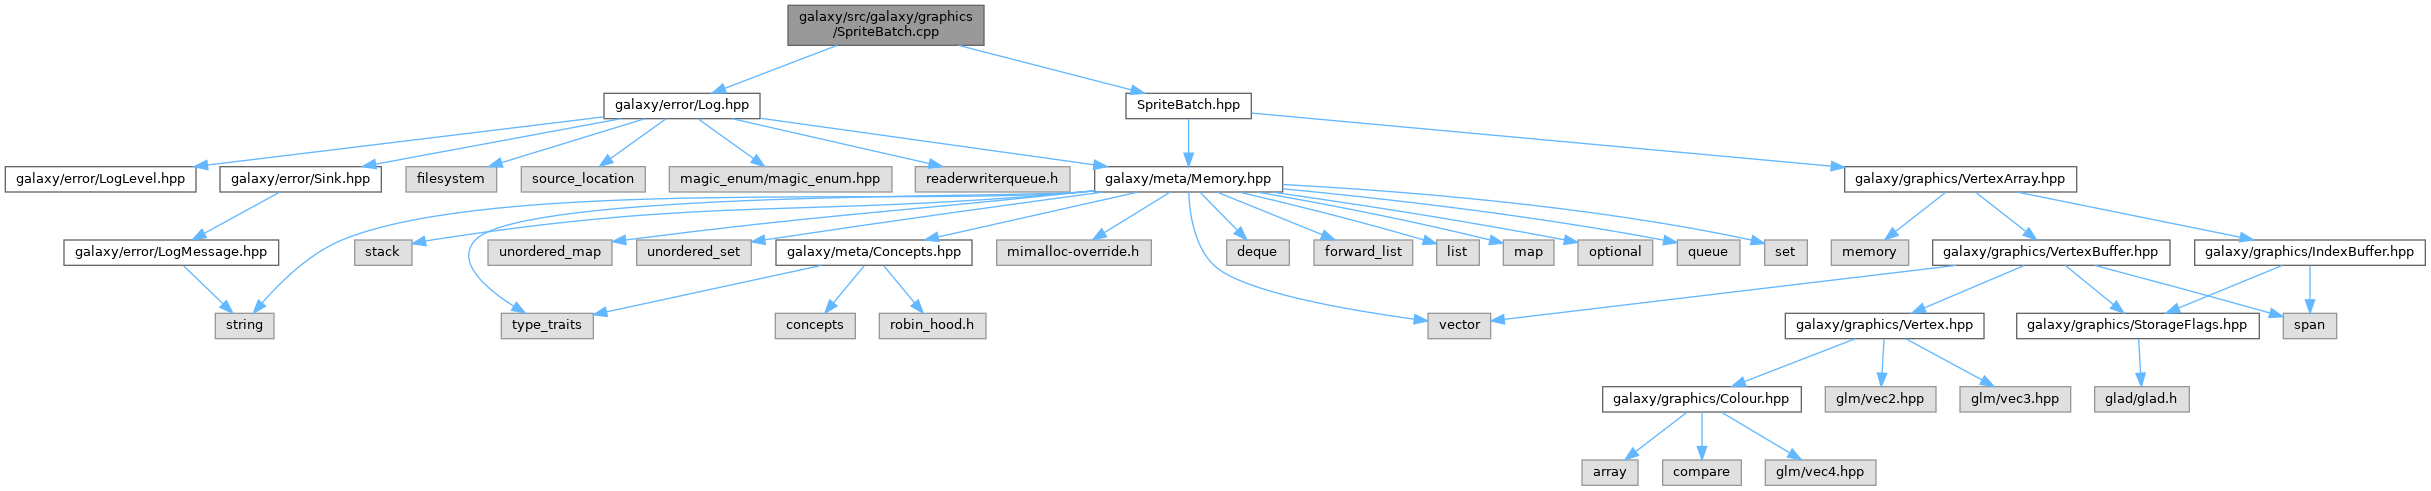 galaxy/src/galaxy/graphics
/SpriteBatch.cpp
galaxy/error/Log.hpp
SpriteBatch.hpp
galaxy/error/LogLevel.hpp
galaxy/error/Sink.hpp
filesystem
source_location
magic_enum/magic_enum.hpp
readerwriterqueue.h
galaxy/meta/Memory.hpp
galaxy/graphics/VertexArray.hpp
galaxy/error/LogMessage.hpp
stack
unordered_map
unordered_set
galaxy/meta/Concepts.hpp
mimalloc-override.h
deque
forward_list
list
map
optional
queue
set
memory
galaxy/graphics/VertexBuffer.hpp
galaxy/graphics/IndexBuffer.hpp
string
type_traits
concepts
robin_hood.h
vector
galaxy/graphics/Vertex.hpp
galaxy/graphics/StorageFlags.hpp
span
galaxy/graphics/Colour.hpp
glm/vec2.hpp
glm/vec3.hpp
glad/glad.h
array
compare
glm/vec4.hpp